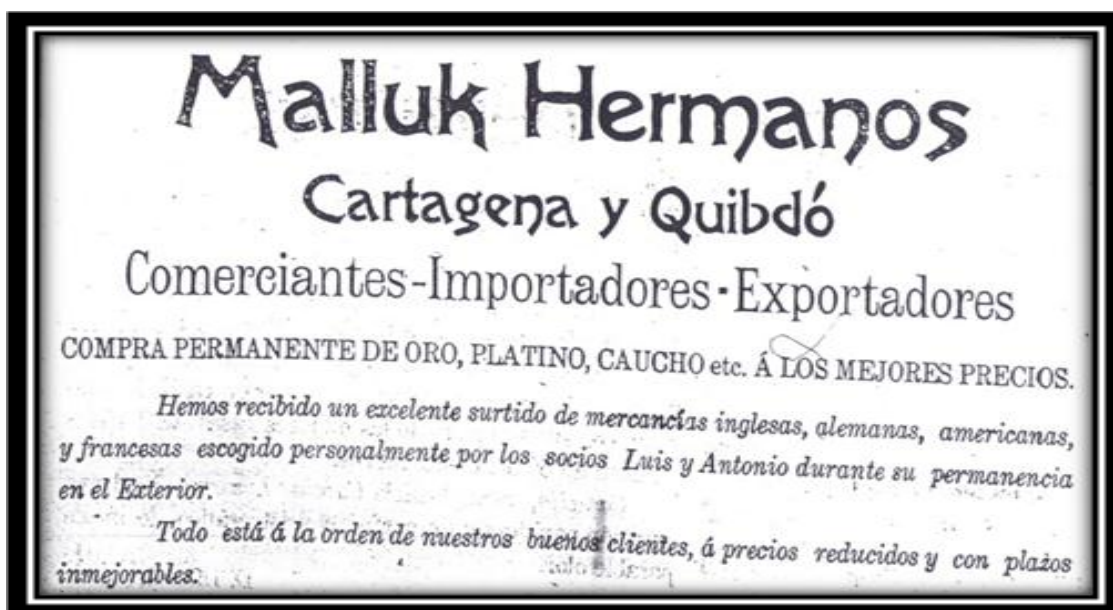 Malluk Hermanos
Cartagena y Quibdó
Comerciantes-Importadores-Exportadores
COMPRA PERMANENTE DE ORO, PLATINO, CAUCHO etc. Á LOS MEJORES PRECIOS.
Hemos recibido un excelente surtido de mercancías inglesas, alemanas, americanas,
y francesas escogido personalmente por los socios Luis y Antonio durante su permanencia
en el Exterior.
Todo está á la orden de nuestros buenos clientes, á precios reducidos y con plazos
inmejorables.